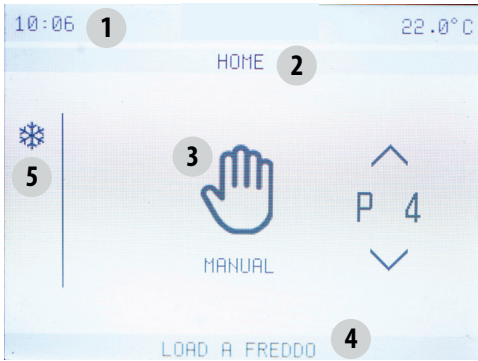 10:06 1 22.0°C
HOME 2
3
5
P 4
MANUAL
LOAD A FREDDO 4